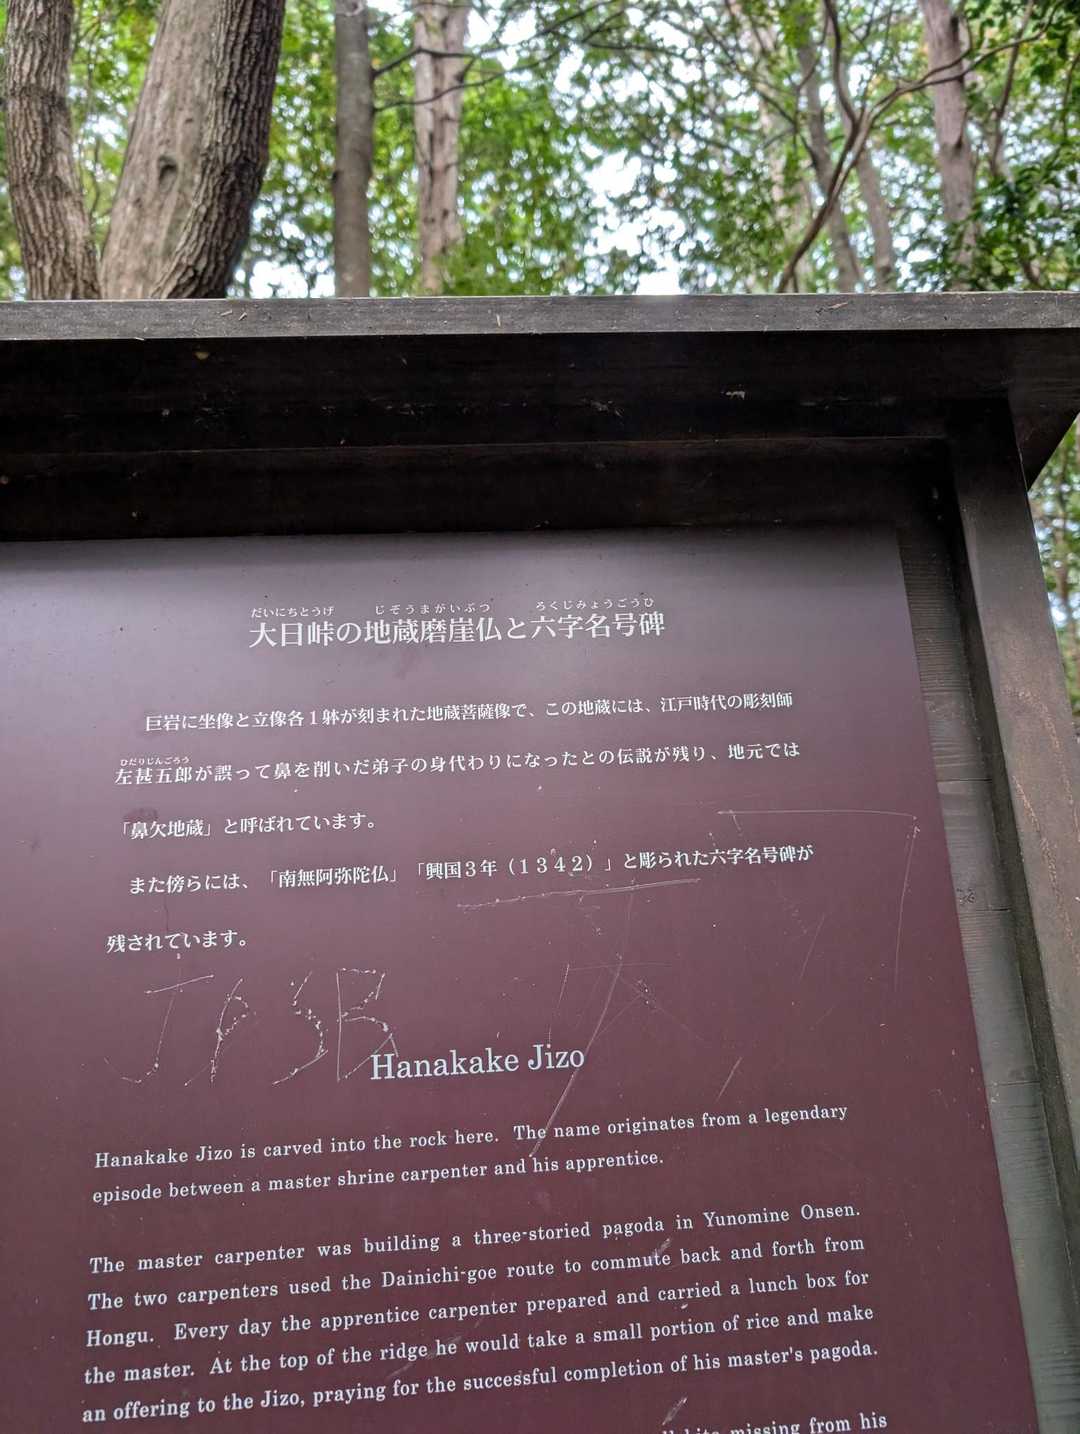 だいにちとうげ じぞうまがいぶつ ろくじみょうごうひ
大日峠の地蔵磨崖仏と六字名号碑
巨岩に坐像と立像各1躰が刻まれた地蔵菩薩像で、この地蔵には、江戸時代の彫刻師
ひだりじんごろう
左甚五郎が誤って鼻を削いだ弟子の身代わりになったとの伝説が残り、地元では
「鼻欠地蔵」と呼ばれています。
また傍らには、「南無阿弥陀仏」「興国3年（1342）」と彫られた六字名号碑が
残されています。
Hanakake Jizo
Hanakake Jizo is carved into the rock here. The name originates from a legendary
episode between a master shrine carpenter and his apprentice.
The master carpenter was building a three-storied pagoda in Yunomine Onsen.
The two carpenters used the Dainichi-goe route to commute back and forth from
Hongu. Every day the apprentice carpenter prepared and carried a lunch box for
the master. At the top of the ridge he would take a small portion of rice and make
an offering to the Jizo, praying for the successful completion of his master's pagoda.
missing from his